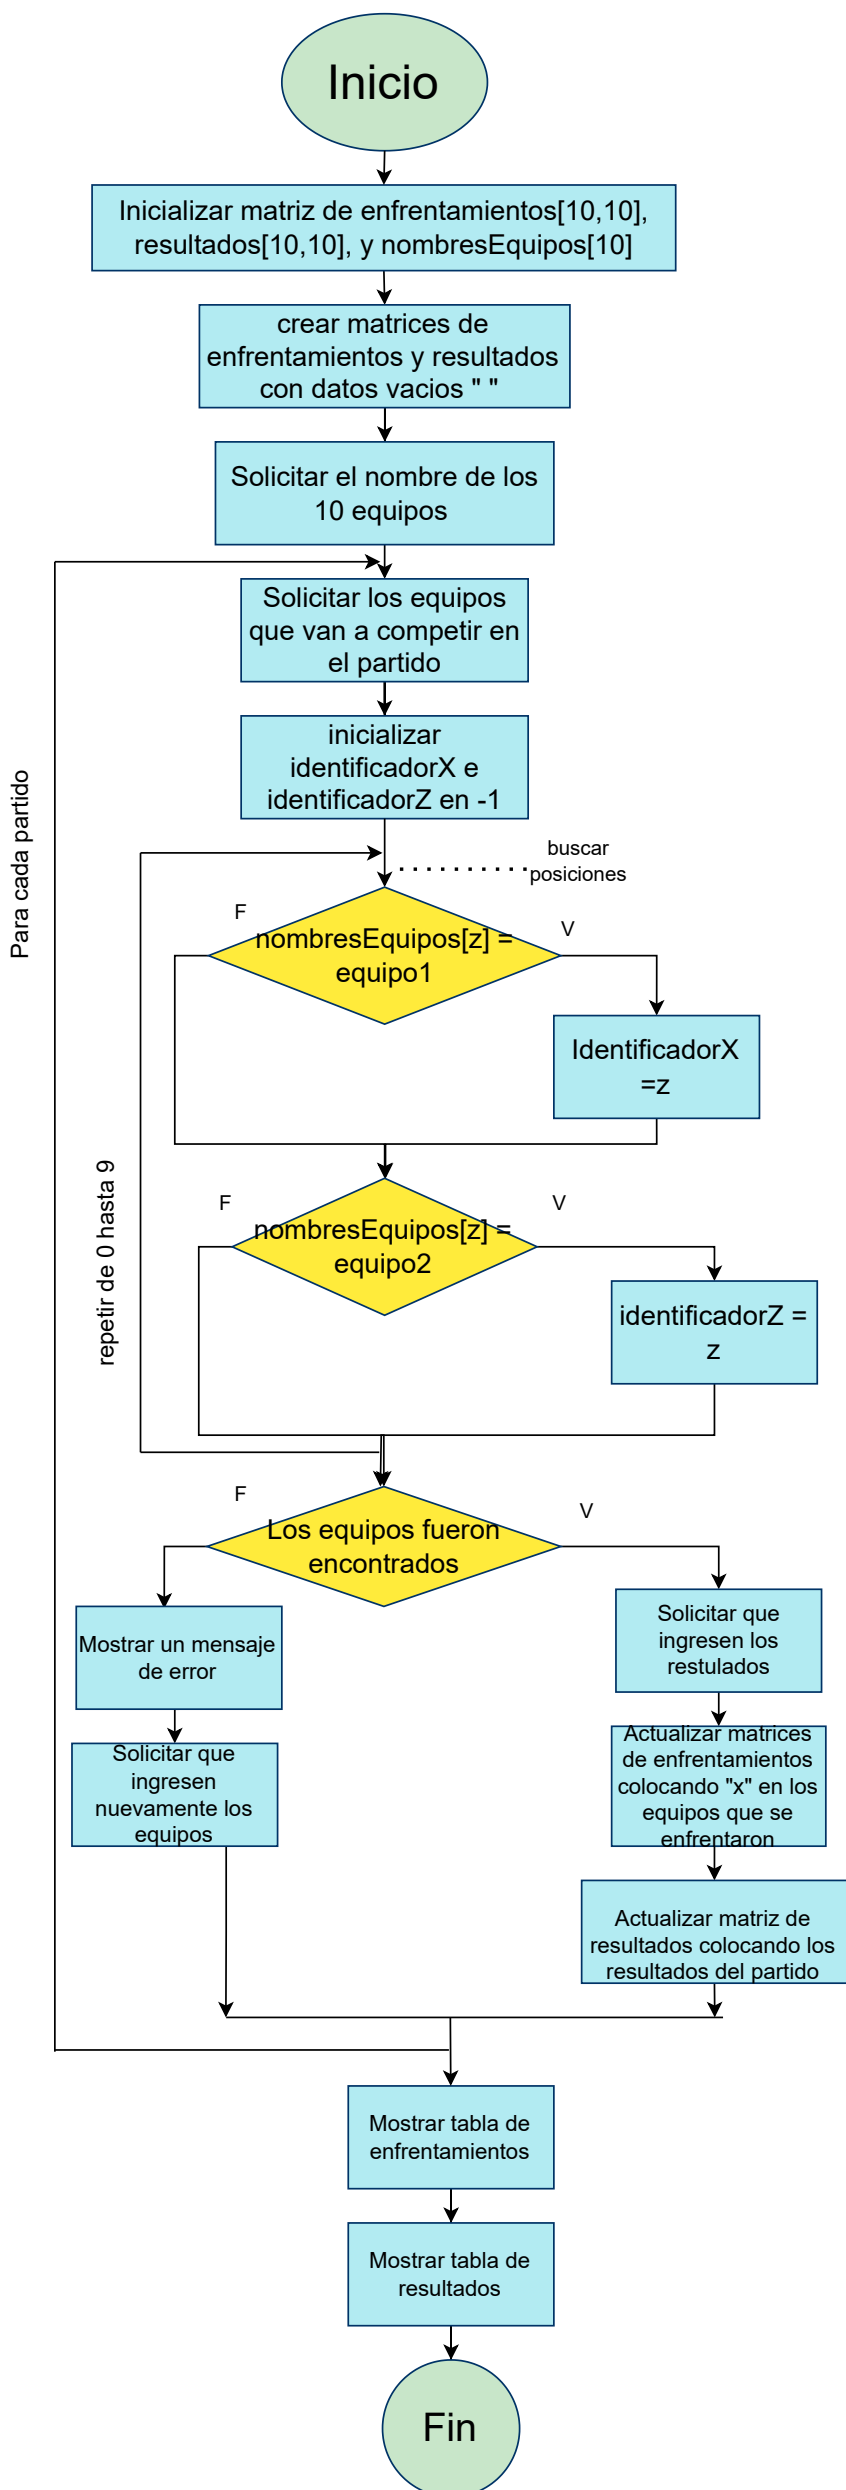 Inicio
Inicializar matriz de enfrentamientos[10,10],
resultados[10,10], y nombresEquipos[10]
crear matrices de
enfrentamientos y resultados
con datos vacios " "
Solicitar el nombre de los
10 equipos
Solicitar los equipos
que van a competir en
el partido
inicializar
identificadorX e
identificadorZ en -1
Para cada partido
buscar
posiciones
F
nombresEquipos[z] =
equipo1
V
IdentificadorX
=z
repetir de 0 hasta 9
F
nombresEquipos[z] =
equipo2
V
identificadorZ =
z
F
Los equipos fueron
encontrados
V
Mostrar un mensaje
de error
Solicitar que
ingresen
nuevamente los
equipos
Solicitar que
ingresen los
restulados
Actualizar matrices
de enfrentamientos
colocando "x" en los
equipos que se
enfrentaron
Actualizar matriz de
resultados colocando los
resultados del partido
Mostrar tabla de
enfrentamientos
Mostrar tabla de
resultados
Fin